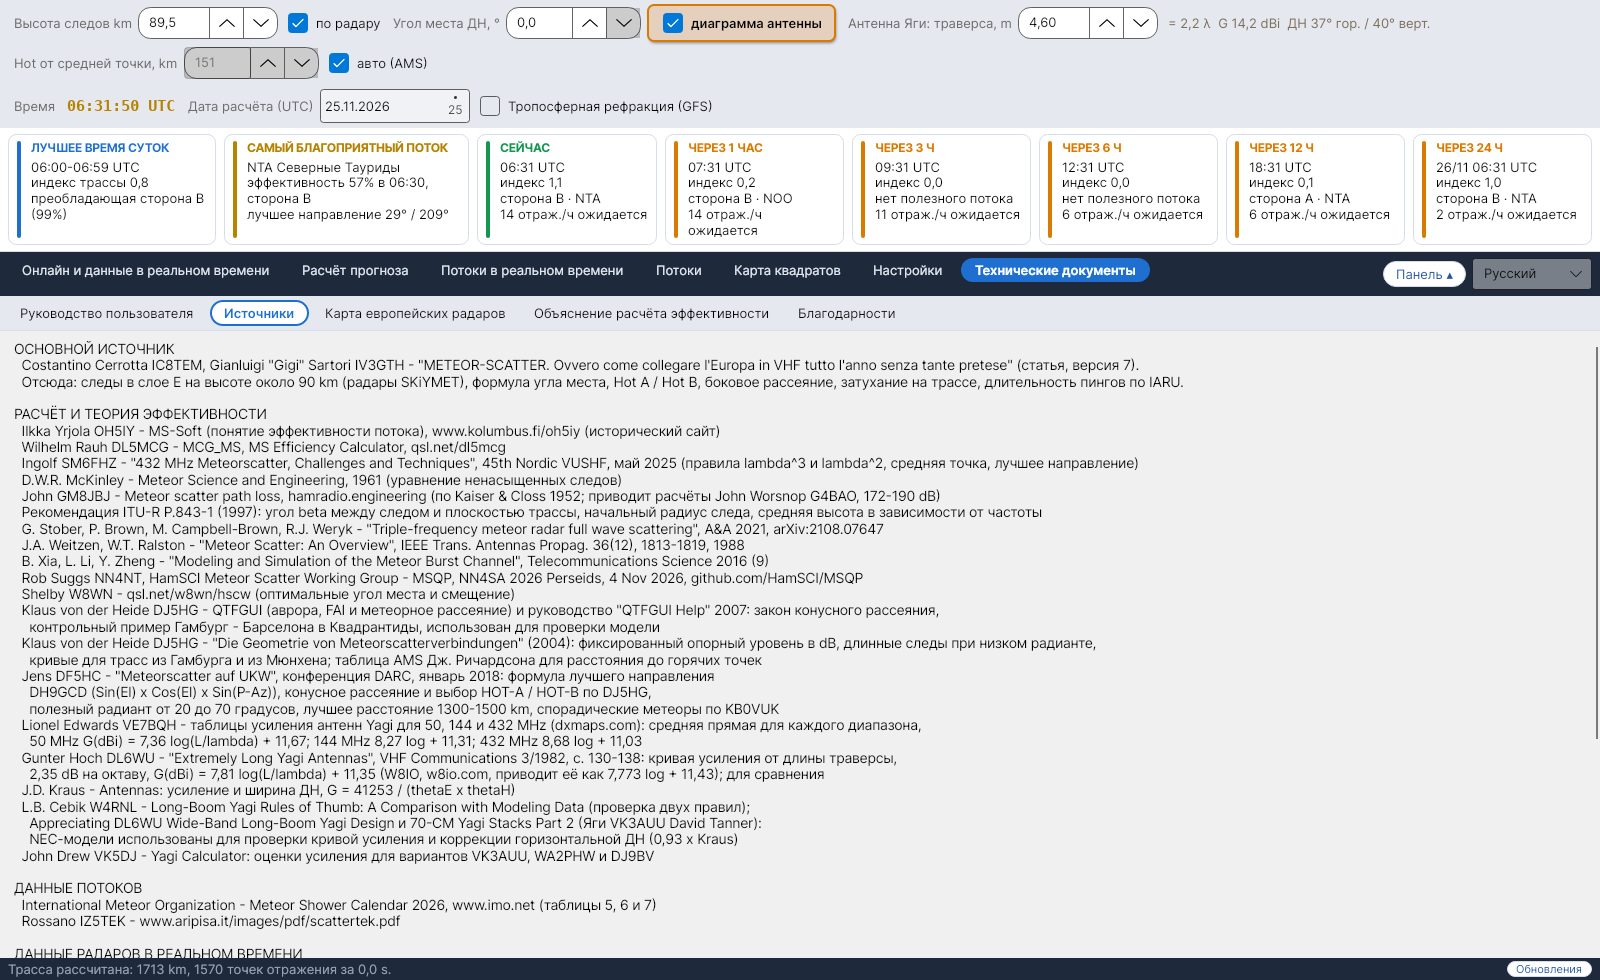 Высота следов km 89,5 по радару Угол места ДН, ° 0,0 диаграмма антенны Антенна Яги: траверса, m 4,60 = 2,2 λ G 14,2 dBi ДН 37° гор. / 40° верт.
Hot от средней точки, km 151 авто (AMS)
Время 06:31:50 UTC Дата расчёта (UTC) 25.11.2026 25 Тропосферная рефракция (GFS)
ЛУЧШЕЕ ВРЕМЯ СУТОК
06:00-06:59 UTC
индекс трассы 0,8
преобладающая сторона B
(99%)
САМЫЙ БЛАГОПРИЯТНЫЙ ПОТОК
NTA Северные Тауриды
эффективность 57% в 06:30,
сторона B
лучшее направление 29° / 209°
СЕЙЧАС
06:31 UTC
индекс 1,1
сторона B · NTA
14 отраж./ч ожидается
ЧЕРЕЗ 1 ЧАС
07:31 UTC
индекс 0,2
сторона B · NOO
14 отраж./ч
ожидается
ЧЕРЕЗ 3 Ч
09:31 UTC
индекс 0,0
нет полезного потока
11 отраж./ч ожидается
ЧЕРЕЗ 6 Ч
12:31 UTC
индекс 0,0
нет полезного потока
6 отраж./ч ожидается
ЧЕРЕЗ 12 Ч
18:31 UTC
индекс 0,1
сторона A · NTA
6 отраж./ч ожидается
ЧЕРЕЗ 24 Ч
26/11 06:31 UTC
индекс 1,0
сторона B · NTA
2 отраж./ч ожидается
Онлайн и данные в реальном времени Расчёт прогноза Потоки в реальном времени Потоки Карта квадратов Настройки Технические документы Панель ▴ Русский
Руководство пользователя Источники Карта европейских радаров Объяснение расчёта эффективности Благодарности
ОСНОВНОЙ ИСТОЧНИК
Costantino Cerrotta IC8TEM, Gianluigi "Gigi" Sartori IV3GTH - "METEOR-SCATTER. Ovvero come collegare l'Europa in VHF tutto l'anno senza tante pretese" (статья, версия 7).
Отсюда: следы в слое E на высоте около 90 km (радары SKiYMET), формула угла места, Hot A / Hot B, боковое рассеяние, затухание на трассе, длительность пингов по IARU.
РАСЧЁТ И ТЕОРИЯ ЭФФЕКТИВНОСТИ
Ilkka Yrjola OH5IY - MS-Soft (понятие эффективности потока), www.kolumbus.fi/oh5iy (исторический сайт)
Wilhelm Rauh DL5MCG - MCG_MS, MS Efficiency Calculator, qsl.net/dl5mcg
Ingolf SM6FHZ - "432 MHz Meteorscatter, Challenges and Techniques", 45th Nordic VUSHF, май 2025 (правила lambda^3 и lambda^2, средняя точка, лучшее направление)
D.W.R. McKinley - Meteor Science and Engineering, 1961 (уравнение ненасыщенных следов)
John GM8JBJ - Meteor scatter path loss, hamradio.engineering (по Kaiser & Closs 1952; приводит расчёты John Worsnop G4BAO, 172-190 dB)
Рекомендация ITU-R P.843-1 (1997): угол beta между следом и плоскостью трассы, начальный радиус следа, средняя высота в зависимости от частоты
G. Stober, P. Brown, M. Campbell-Brown, R.J. Weryk - "Triple-frequency meteor radar full wave scattering", A&A 2021, arXiv:2108.07647
J.A. Weitzen, W.T. Ralston - "Meteor Scatter: An Overview", IEEE Trans. Antennas Propag. 36(12), 1813-1819, 1988
B. Xia, L. Li, Y. Zheng - "Modeling and Simulation of the Meteor Burst Channel", Telecommunications Science 2016 (9)
Rob Suggs NN4NT, HamSCI Meteor Scatter Working Group - MSQP, NN4SA 2026 Perseids, 4 Nov 2026, github.com/HamSCI/MSQP
Shelby W8WN - qsl.net/w8wn/hscw (оптимальные угол места и смещение)
Klaus von der Heide DJ5HG - QTFGUI (аврора, FAI и метеорное рассеяние) и руководство "QTFGUI Help" 2007: закон конусного рассеяния,
контрольный пример Гамбург - Барселона в Квадрантиды, использован для проверки модели
Klaus von der Heide DJ5HG - "Die Geometrie von Meteorscatterverbindungen" (2004): фиксированный опорный уровень в dB, длинные следы при низком радианте,
кривые для трасс из Гамбурга и из Мюнхена; таблица AMS Дж. Ричардсона для расстояния до горячих точек
Jens DF5HC - "Meteorscatter auf UKW", конференция DARC, январь 2018: формула лучшего направления
DH9GCD (Sin(El) x Cos(El) x Sin(P-Az)), конусное рассеяние и выбор HOT-A / HOT-B по DJ5HG,
полезный радиант от 20 до 70 градусов, лучшее расстояние 1300-1500 km, спорадические метеоры по KB0VUK
Lionel Edwards VE7BQH - таблицы усиления антенн Yagi для 50, 144 и 432 MHz (dxmaps.com): средняя прямая для каждого диапазона,
50 MHz G(dBi) = 7,36 log(L/lambda) + 11,67; 144 MHz 8,27 log + 11,31; 432 MHz 8,68 log + 11,03
Gunter Hoch DL6WU - "Extremely Long Yagi Antennas", VHF Communications 3/1982, с. 130-138: кривая усиления от длины траверсы,
2,35 dB на октаву, G(dBi) = 7,81 log(L/lambda) + 11,35 (W8IO, w8io.com, приводит её как 7,773 log + 11,43); для сравнения
J.D. Kraus - Antennas: усиление и ширина ДН, G = 41253 / (thetaE x thetaH)
L.B. Cebik W4RNL - Long-Boom Yagi Rules of Thumb: A Comparison with Modeling Data (проверка двух правил);
Appreciating DL6WU Wide-Band Long-Boom Yagi Design и 70-CM Yagi Stacks Part 2 (Яги VK3AUU David Tanner):
NEC-модели использованы для проверки кривой усиления и коррекции горизонтальной ДН (0,93 x Kraus)
John Drew VK5DJ - Yagi Calculator: оценки усиления для вариантов VK3AUU, WA2PHW и DJ9BV
ДАННЫЕ ПОТОКОВ
International Meteor Organization - Meteor Shower Calendar 2026, www.imo.net (таблицы 5, 6 и 7)
Rossano IZ5TEK - www.aripisa.it/images/pdf/scattertek.pdf
ДАННЫЕ РАДАРОВ В РЕАЛЬНОМ ВРЕМЕНИ
Трасса рассчитана: 1713 km, 1570 точек отражения за 0,0 s. Обновления